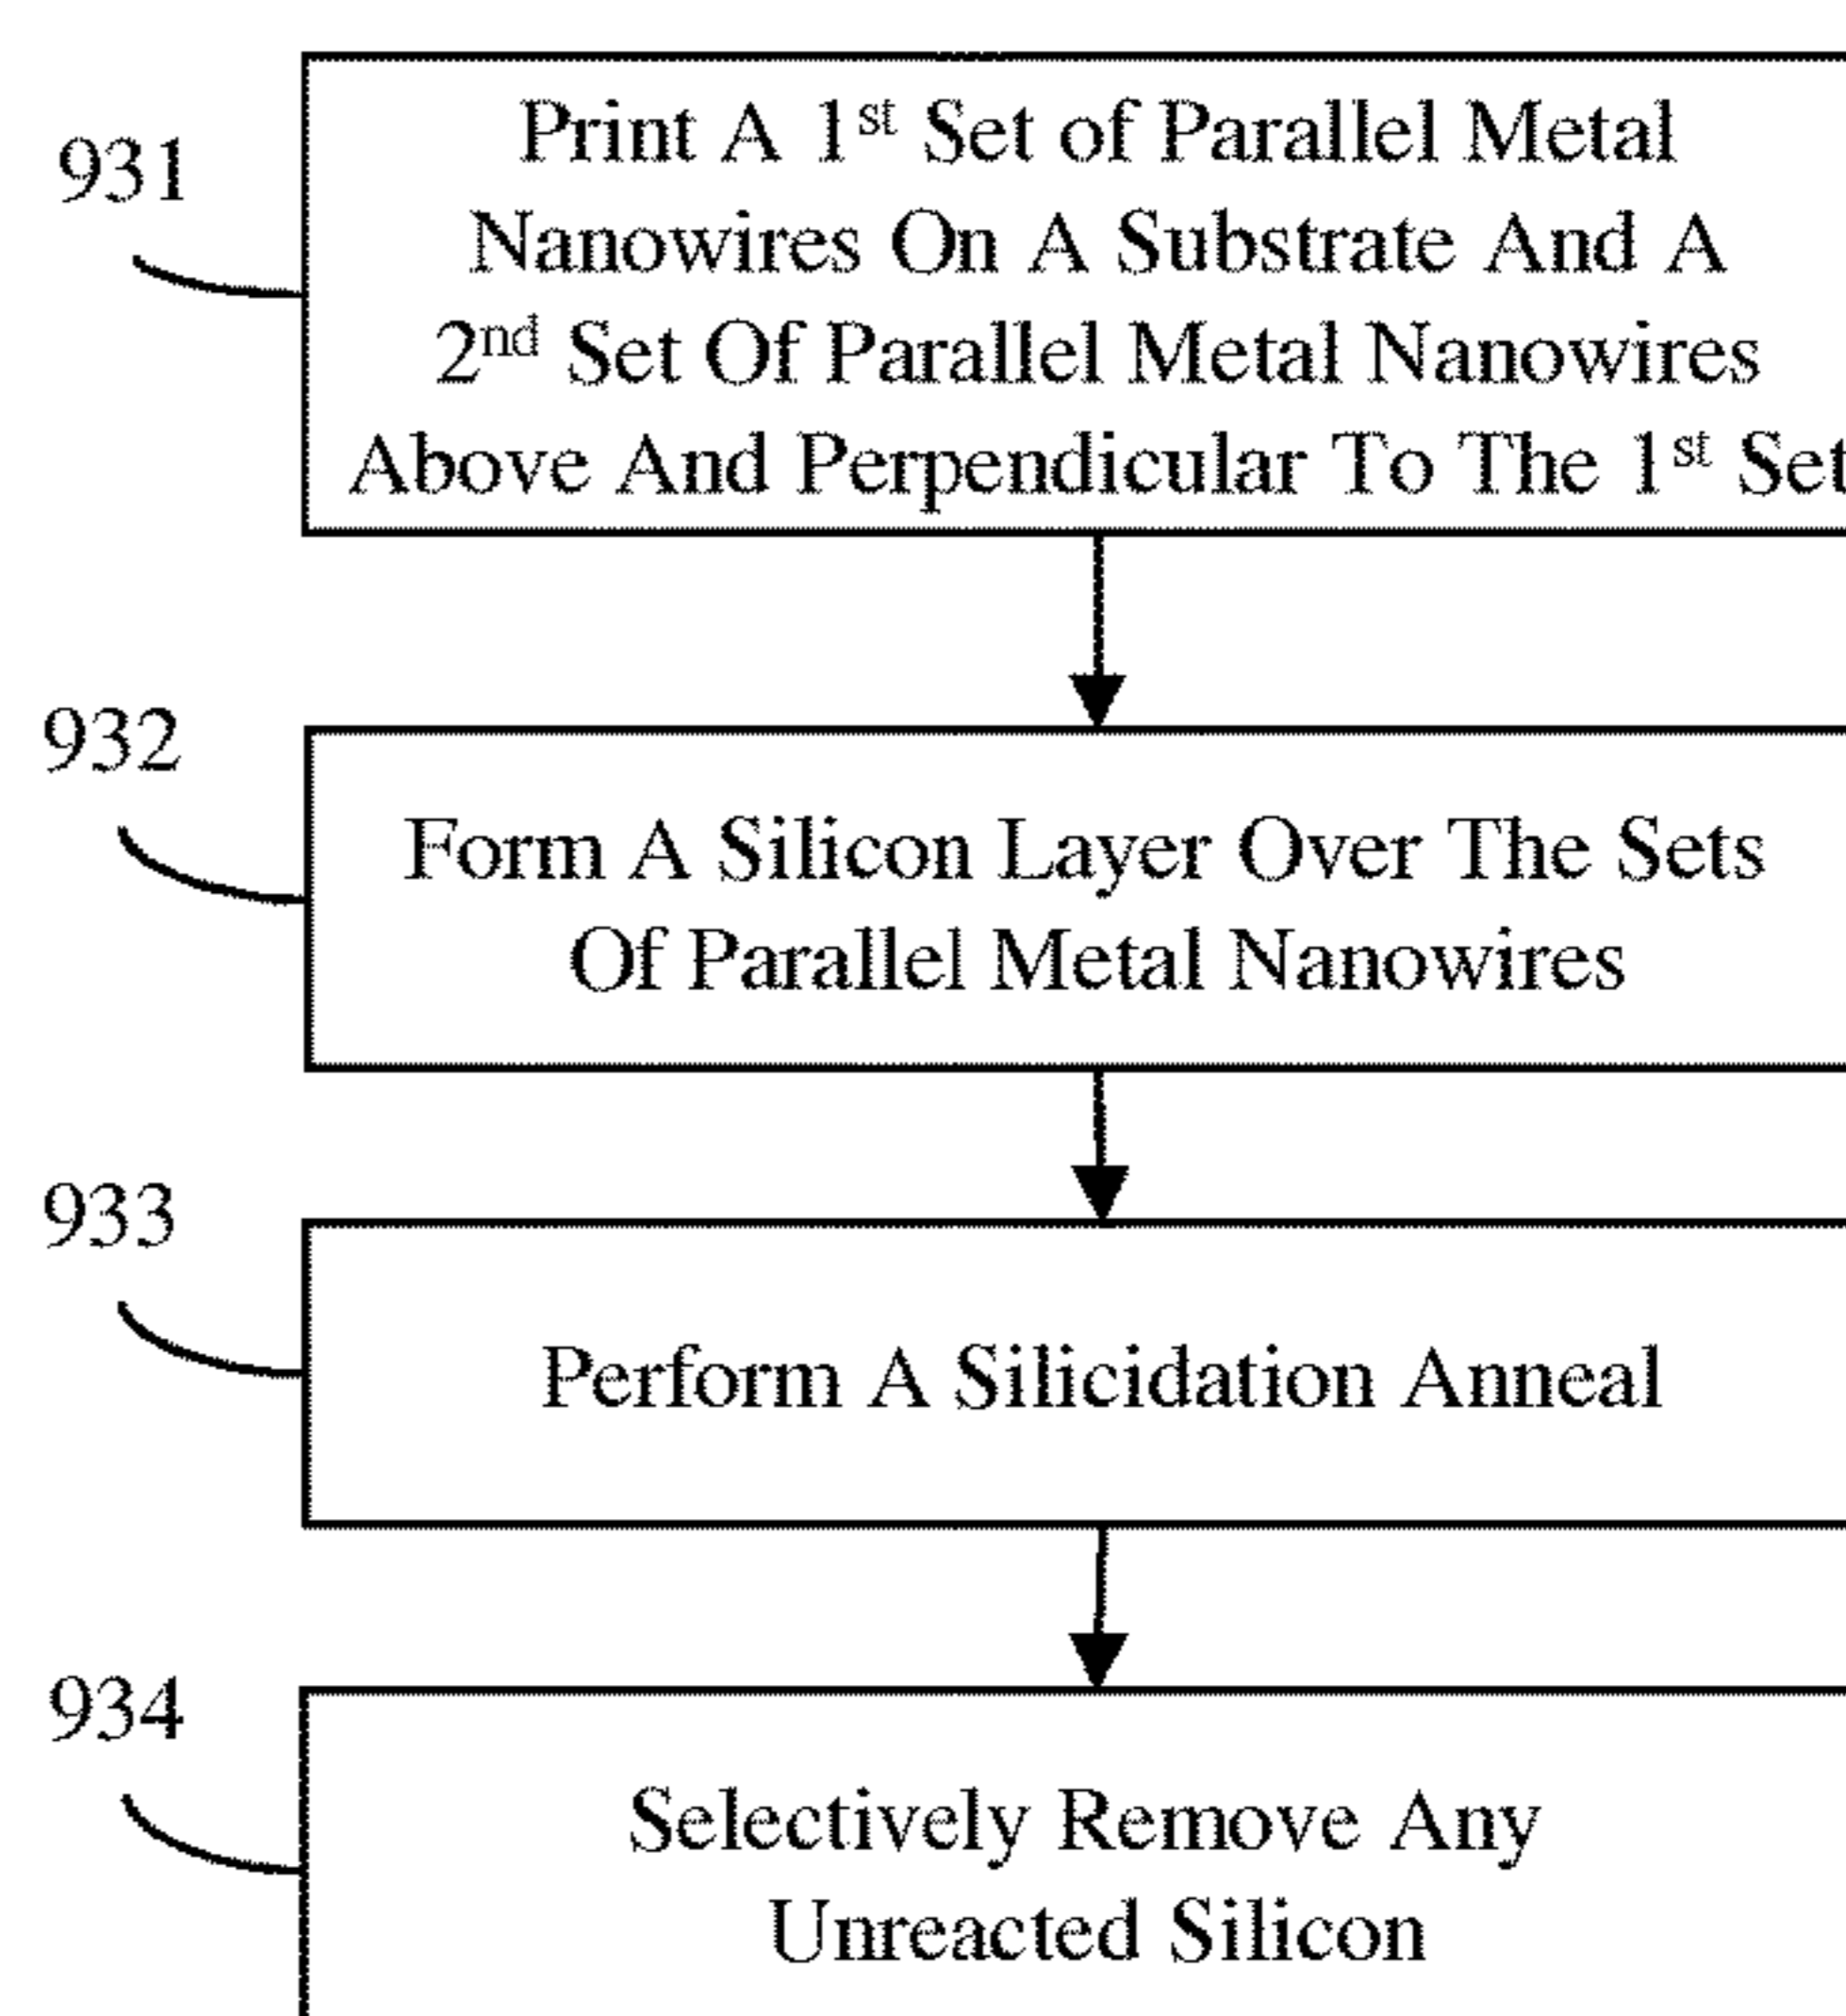 931
Print A 1st Set of Parallel Metal
Nanowires On A Substrate And A
2nd Set Of Parallel Metal Nanowires
Above And Perpendicular To The 1st Set
932
Form A Silicon Layer Over The Sets
Of Parallel Metal Nanowires
933
Perform A Silicidation Anneal
934
Selectively Remove Any
Unreacted Silicon